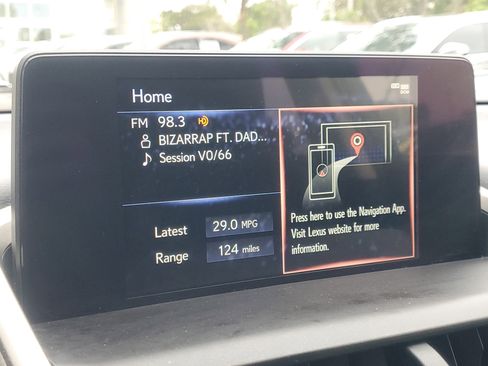 Home
FM 98.3 HD
BIZARRAP FT. DAD...
Session V0/66
Latest 29.0 MPG
Range 124 miles
Press here to use the Navigation App.
Visit Lexus website for more
information.